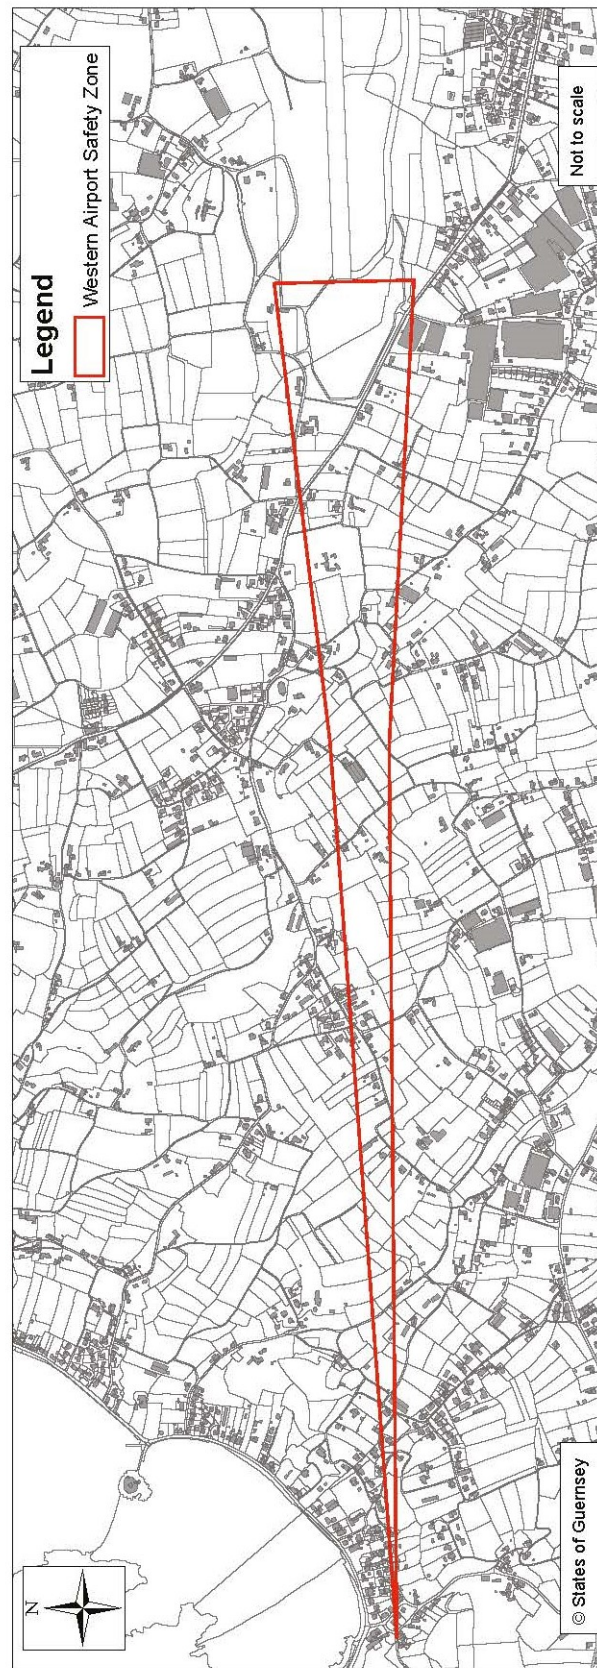 Legend
Western Airport Safety Zone
N
Not to scale
© States of Guernsey